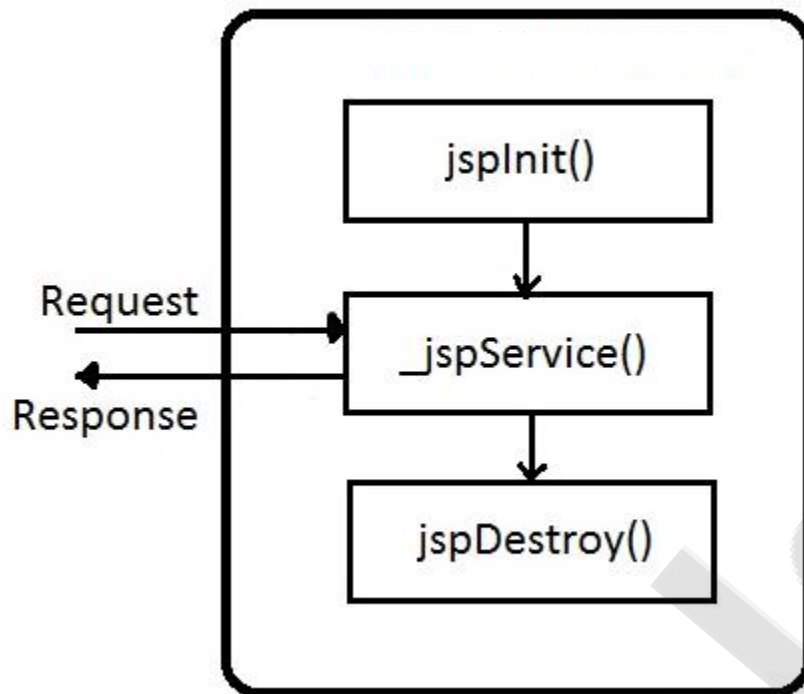 jspInit()
Request
_jspService()
Response
jspDestroy()